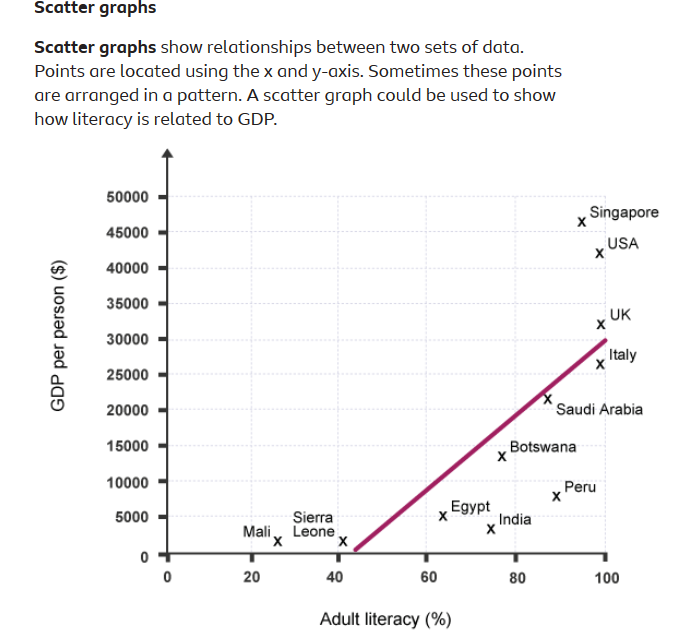 Scatter graphs
Scatter graphs show relationships between two sets of data.
Points are located using the x and y-axis. Sometimes these points
are arranged in a pattern. A scatter graph could be used to show
how literacy is related to GDP.
GDP per person ($)
50000
45000
40000
35000
30000
25000
20000
15000
10000
5000
0
Singapore
x
USA
x
UK
x
Italy
x
x
Saudi Arabia
Botswana
x
Peru
x
Egypt
x
India
x
Mali
x
Sierra
Leone
x
0 20 40 60 80 100
Adult literacy (%)